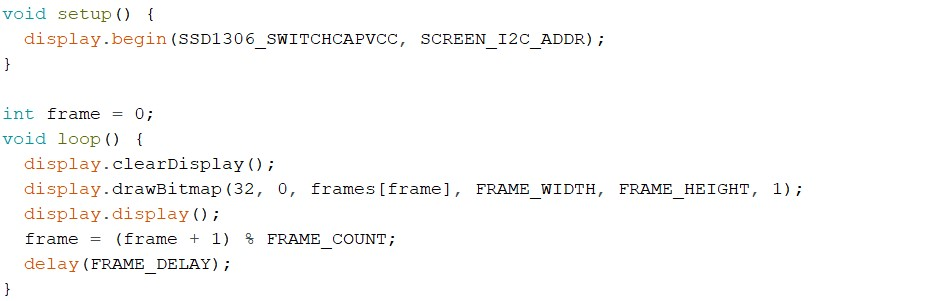 void setup() {
  display.begin(SSD1306_SWITCHCAPVCC, SCREEN_I2C_ADDR);
}

int frame = 0;
void loop() {
  display.clearDisplay();
  display.drawBitmap(32, 0, frames[frame], FRAME_WIDTH, FRAME_HEIGHT, 1);
  display.display();
  frame = (frame + 1) % FRAME_COUNT;
  delay(FRAME_DELAY);
}